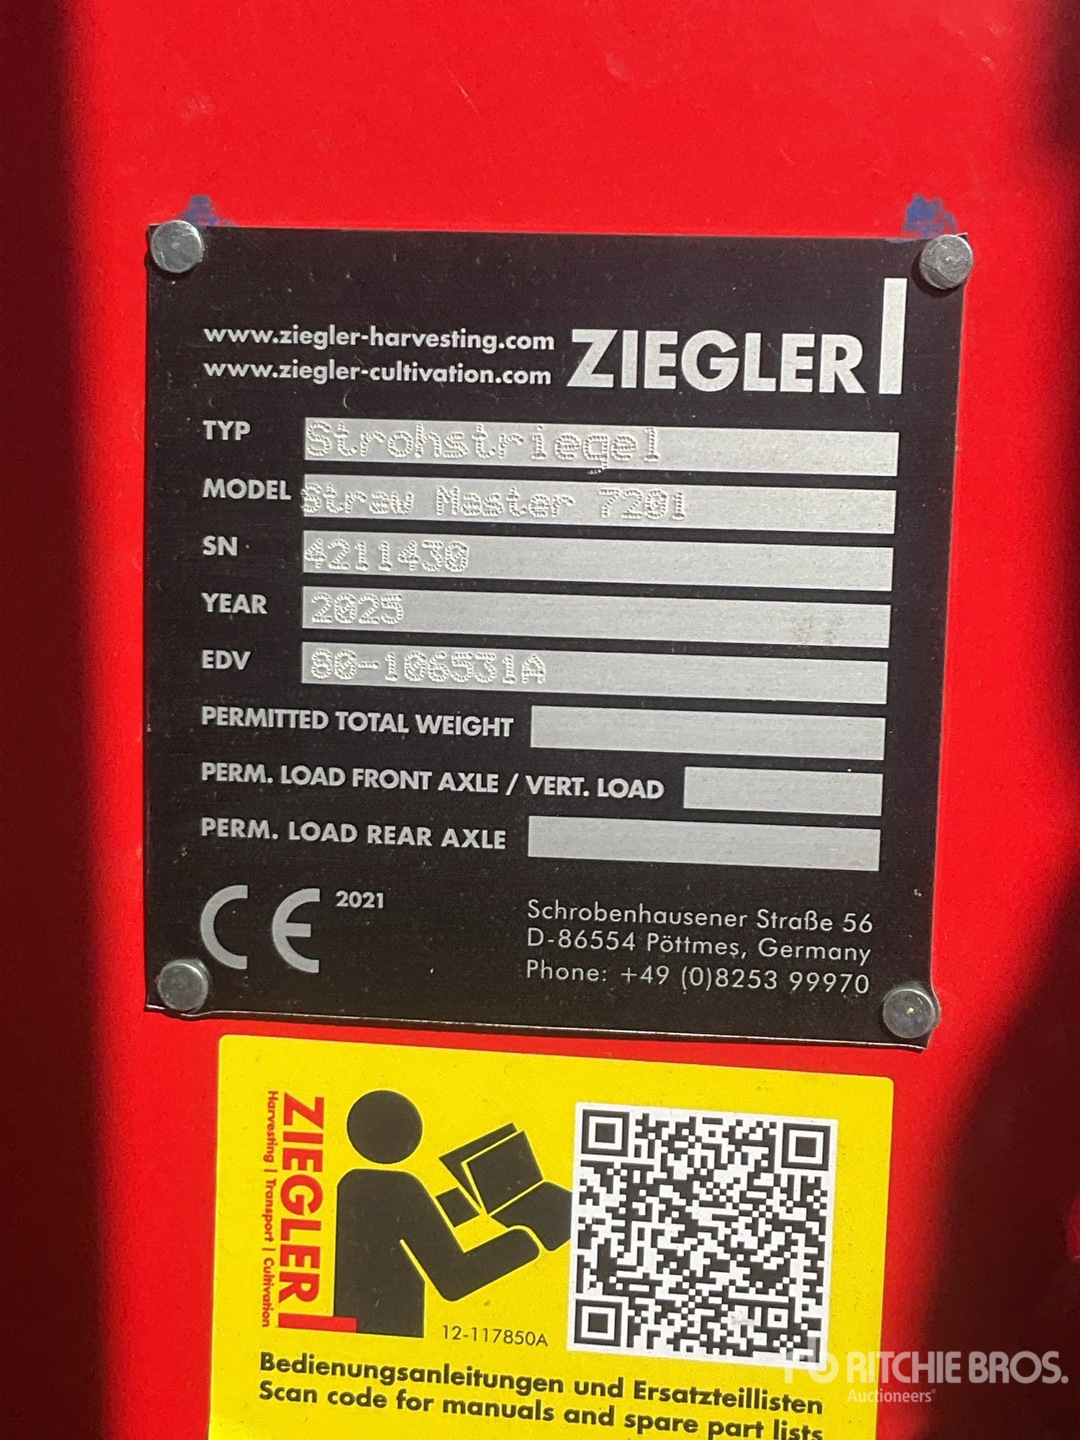 www.ziegler-harvesting.com
www.ziegler-cultivation.com
ZIEGLER
TYP Strohstriegel
MODEL Straw Master 7201
SN 4211430
YEAR 2025
EDV 80-106531A
PERMITTED TOTAL WEIGHT
PERM. LOAD FRONT AXLE / VERT. LOAD
PERM. LOAD REAR AXLE
CE 2021
Schrobenhausener Straße 56
D-86554 Pöttmes, Germany
Phone: +49 (0)8253 99970
ZIEGLER
Harvesting | Transport | Cultivation
12-117850A
Bedienungsanleitungen und Ersatzteillisten
Scan code for manuals and spare part lists
RITCHIE BROS.
Auctioneers